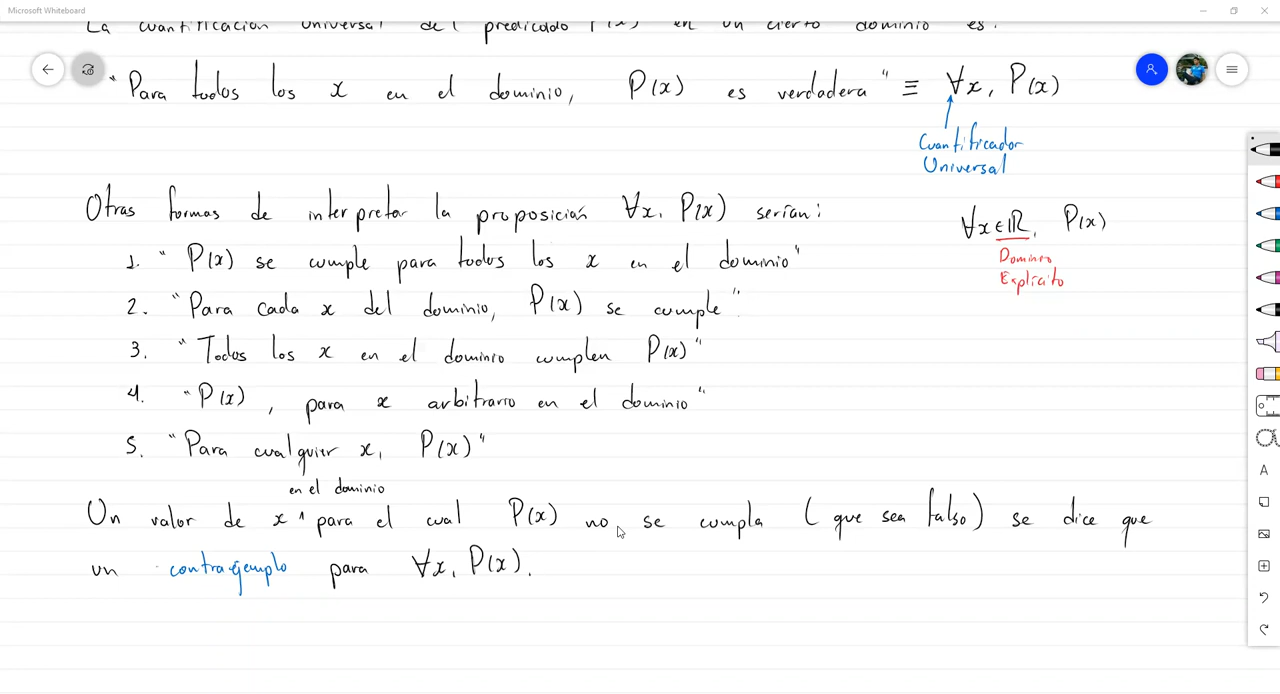 Microsoft Whiteboard
La cuantificación universal del predicado P(x) en un cierto dominio es:
"Para todos los x en el dominio, P(x) es verdadera" ≡ ∀x, P(x)
Cuantificador
Universal
Otras formas de interpretar la proposición ∀x, P(x) serían:
∀x ∈ ℝ, P(x)
Dominio
Explícito
1. "P(x) se cumple para todos los x en el dominio"
2. "Para cada x del dominio, P(x) se cumple"
3. "Todos los x en el dominio cumplen P(x)"
4. "P(x), para x arbitrario en el dominio"
5. "Para cualquier x, P(x)"
en el dominio
Un valor de x ^ para el cual P(x) no se cumpla (que sea falso) se dice que
un contraejemplo para ∀x, P(x).